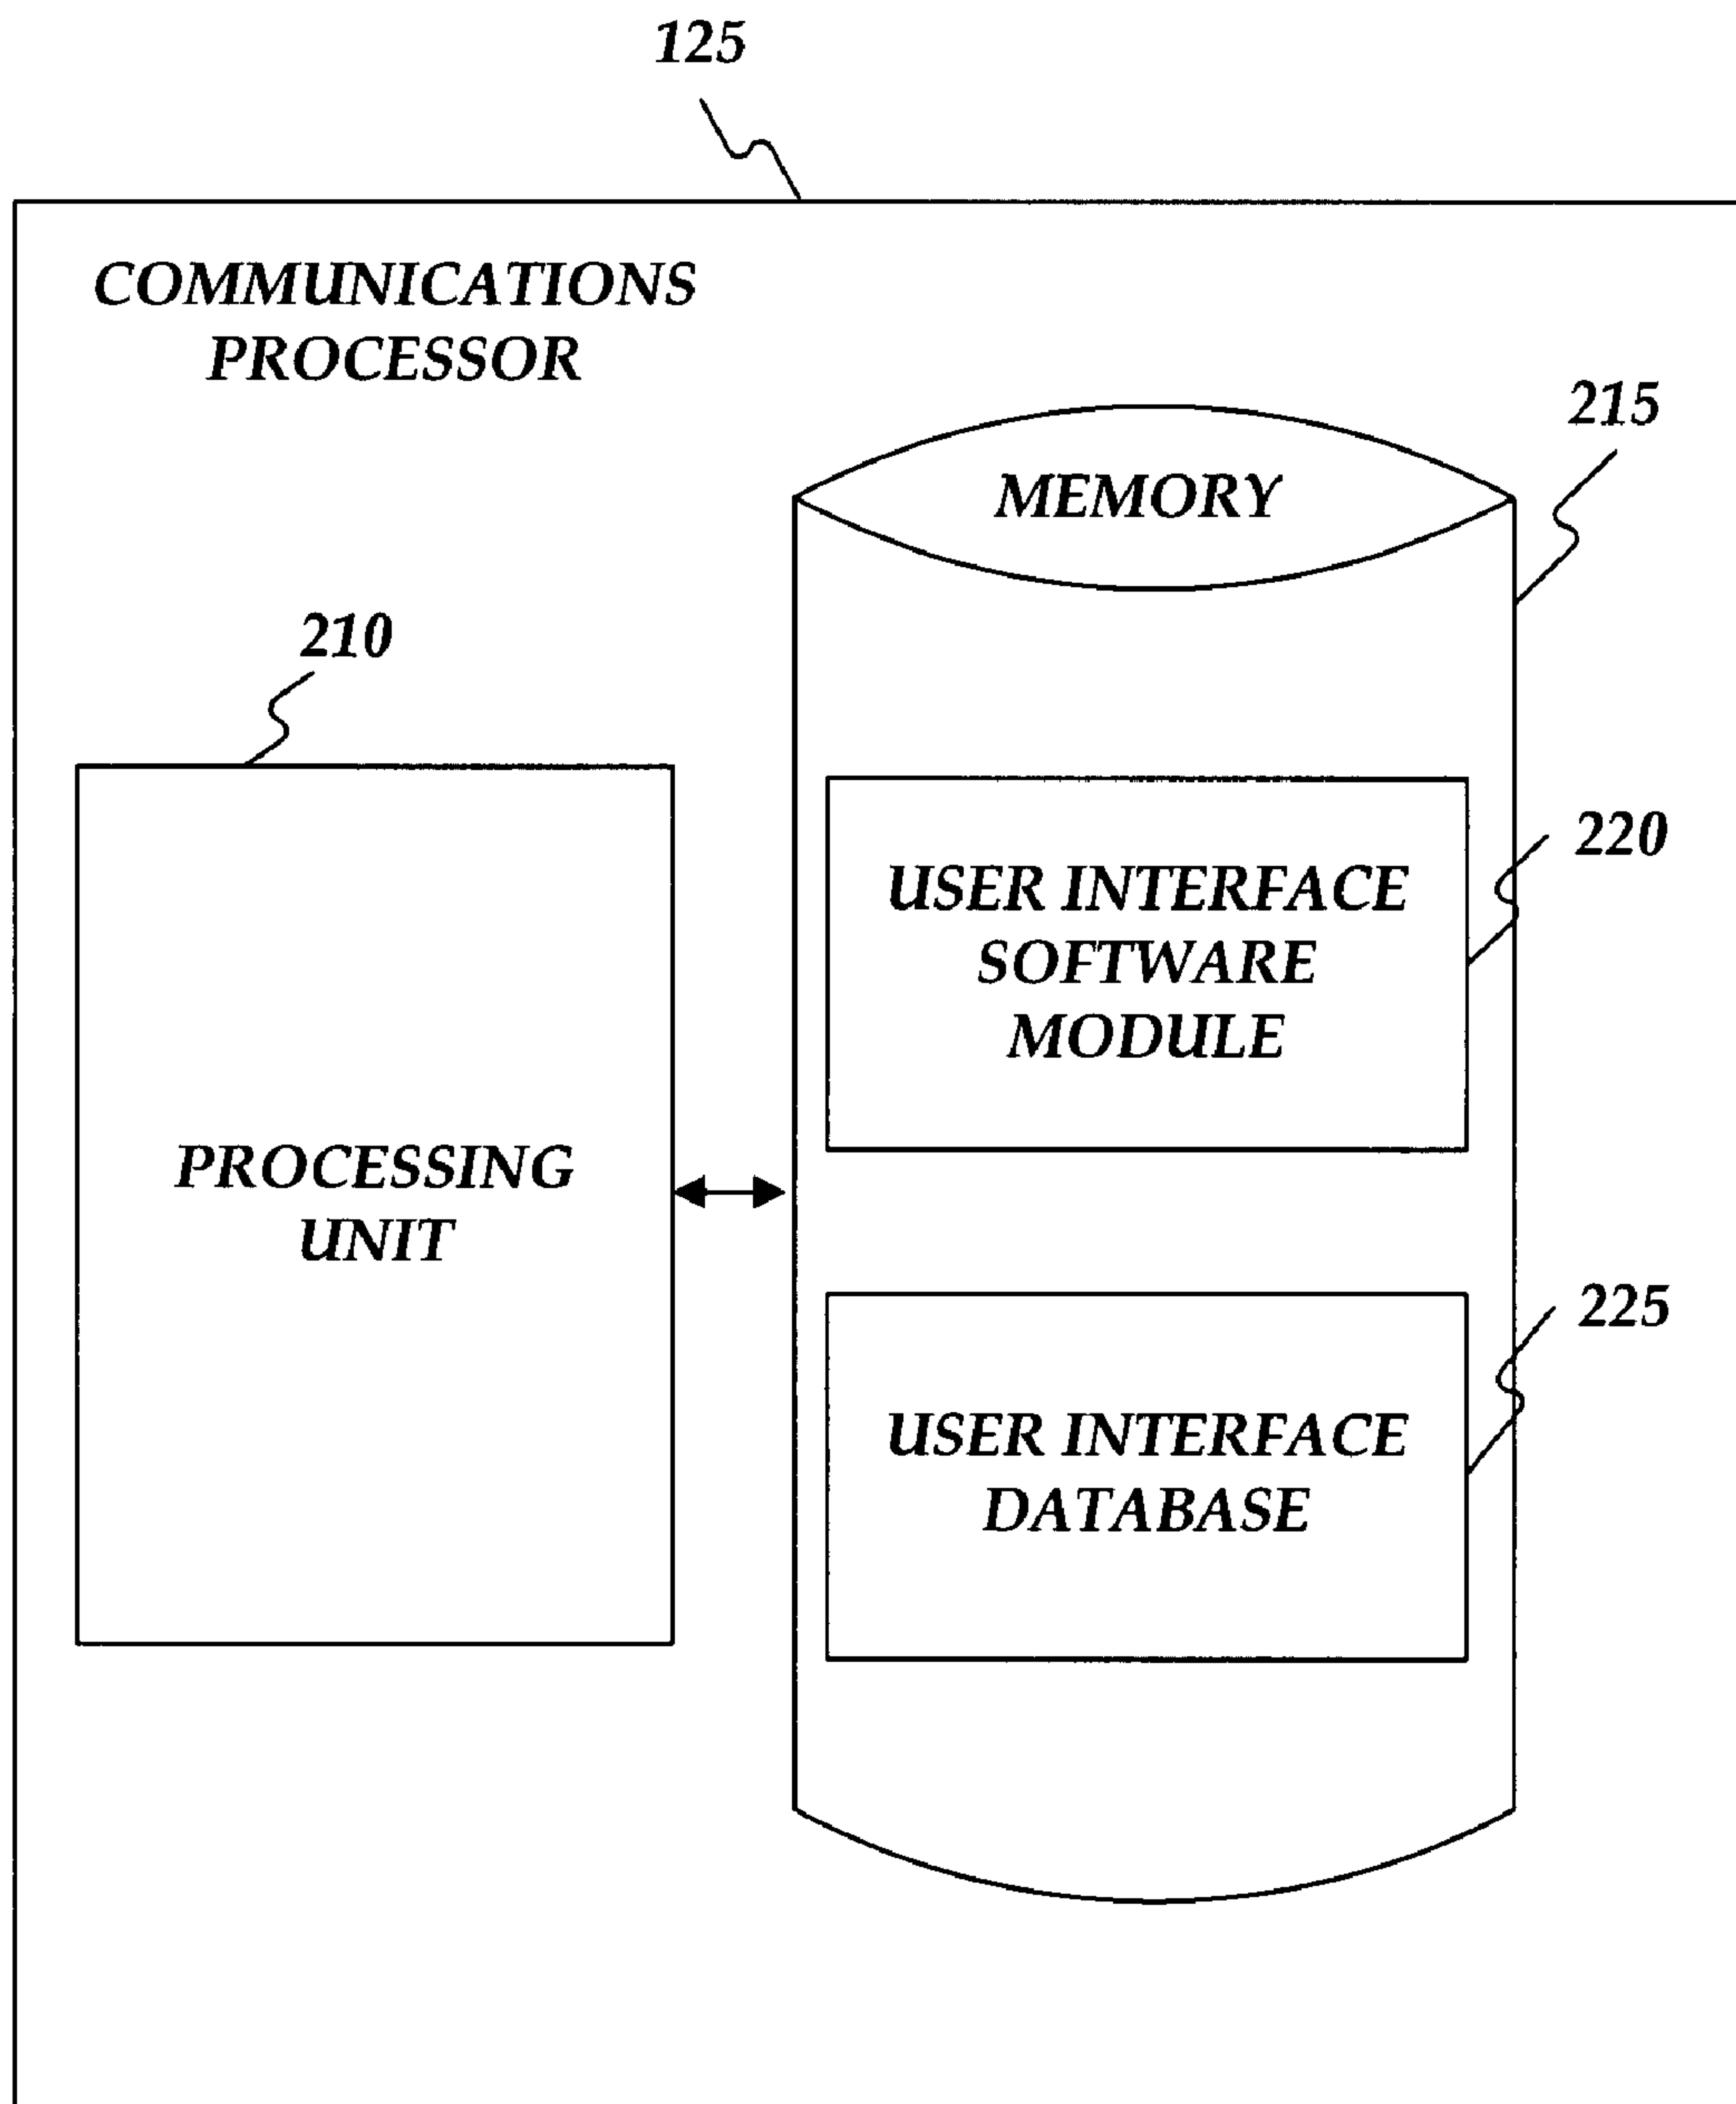 125
COMMUNICATIONS
PROCESSOR
215
MEMORY
210
220
USER INTERFACE
SOFTWARE
MODULE
PROCESSING
UNIT
225
USER INTERFACE
DATABASE